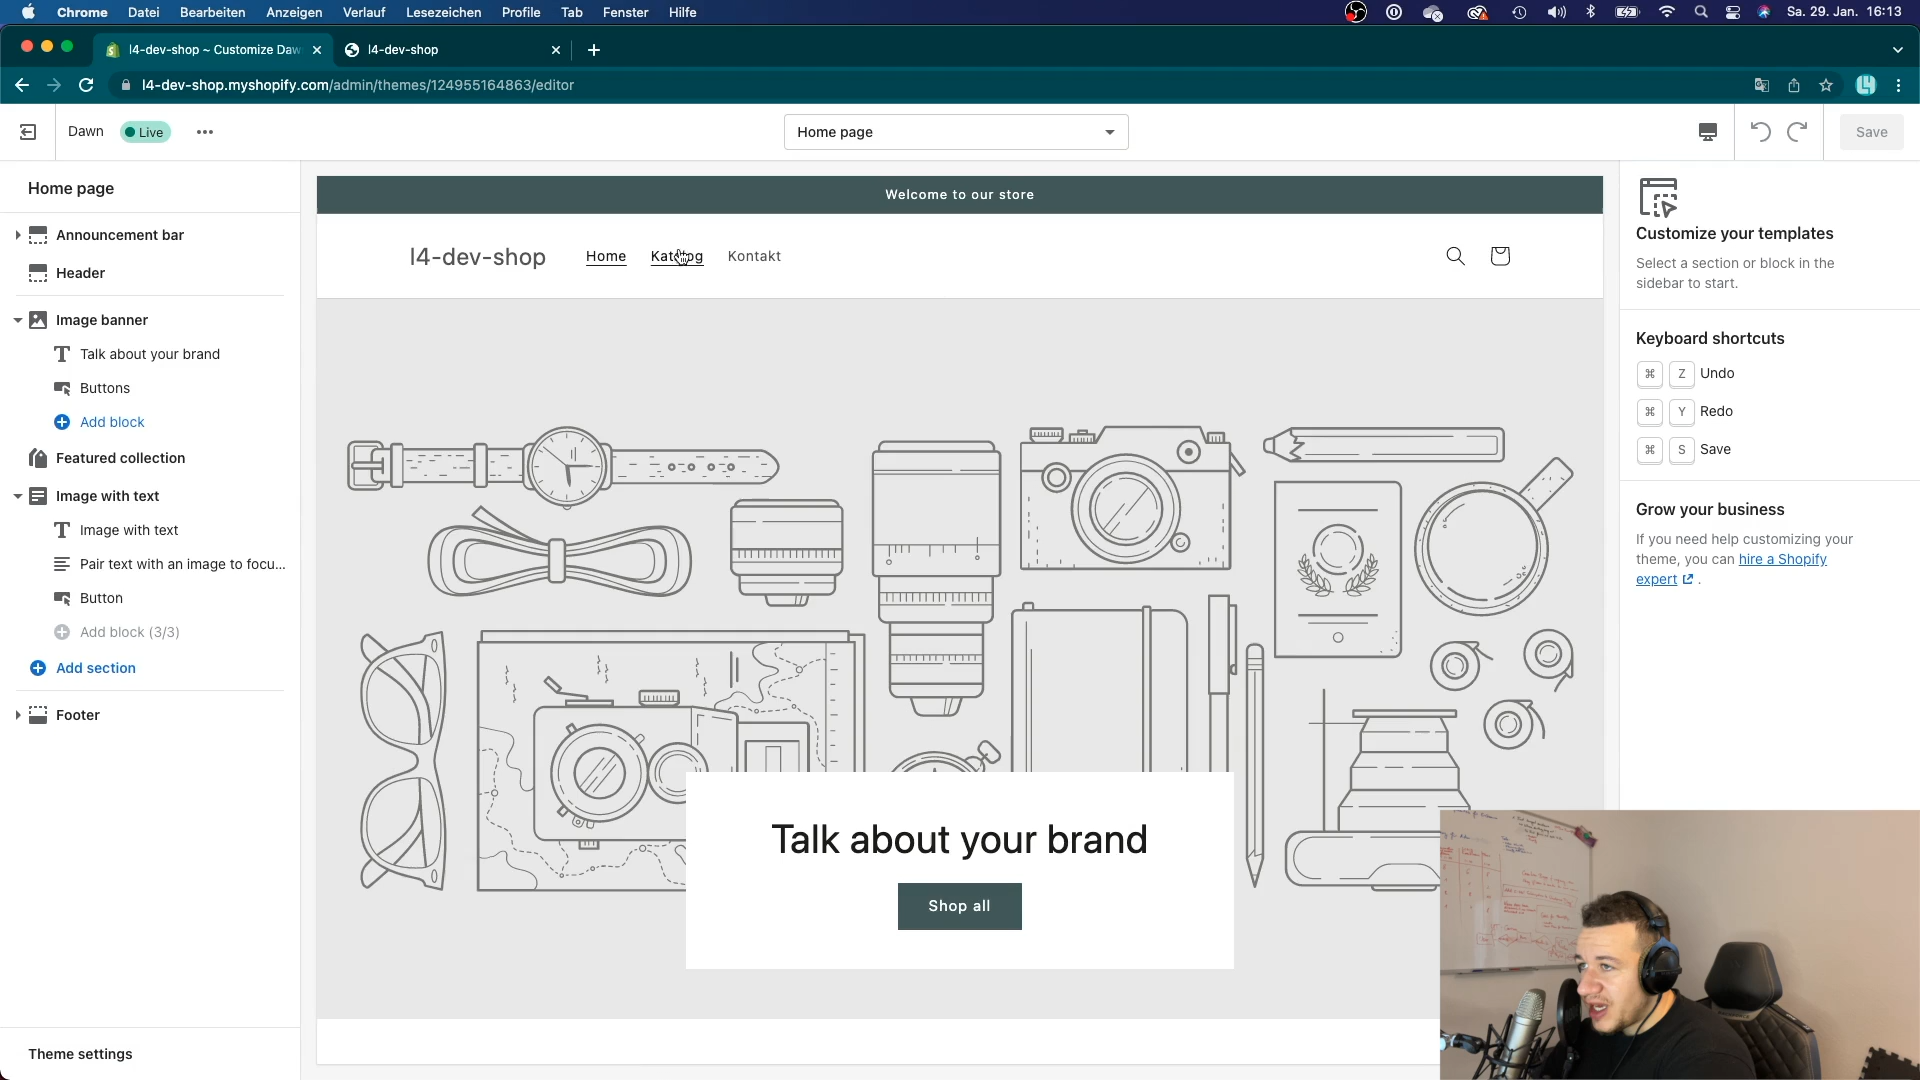 Chrome Datei Bearbeiten Anzeigen Verlauf Lesezeichen Profile Tab Fenster Hilfe Sa. 29. Jan. 16:13
l4-dev-shop ~ Customize Daw l4-dev-shop
l4-dev-shop.myshopify.com/admin/themes/124955164863/editor
Dawn Live Home page Save
Home page
Announcement bar
Header
Image banner
Talk about your brand
Buttons
Add block
Featured collection
Image with text
Image with text
Pair text with an image to focu...
Button
Add block (3/3)
Add section
Footer
Theme settings
Welcome to our store
l4-dev-shop Home Katalog Kontakt
Talk about your brand
Shop all
Customize your templates
Select a section or block in the
sidebar to start.
Keyboard shortcuts
⌘ Z Undo
⌘ Y Redo
⌘ S Save
Grow your business
If you need help customizing your
theme, you can hire a Shopify
expert .